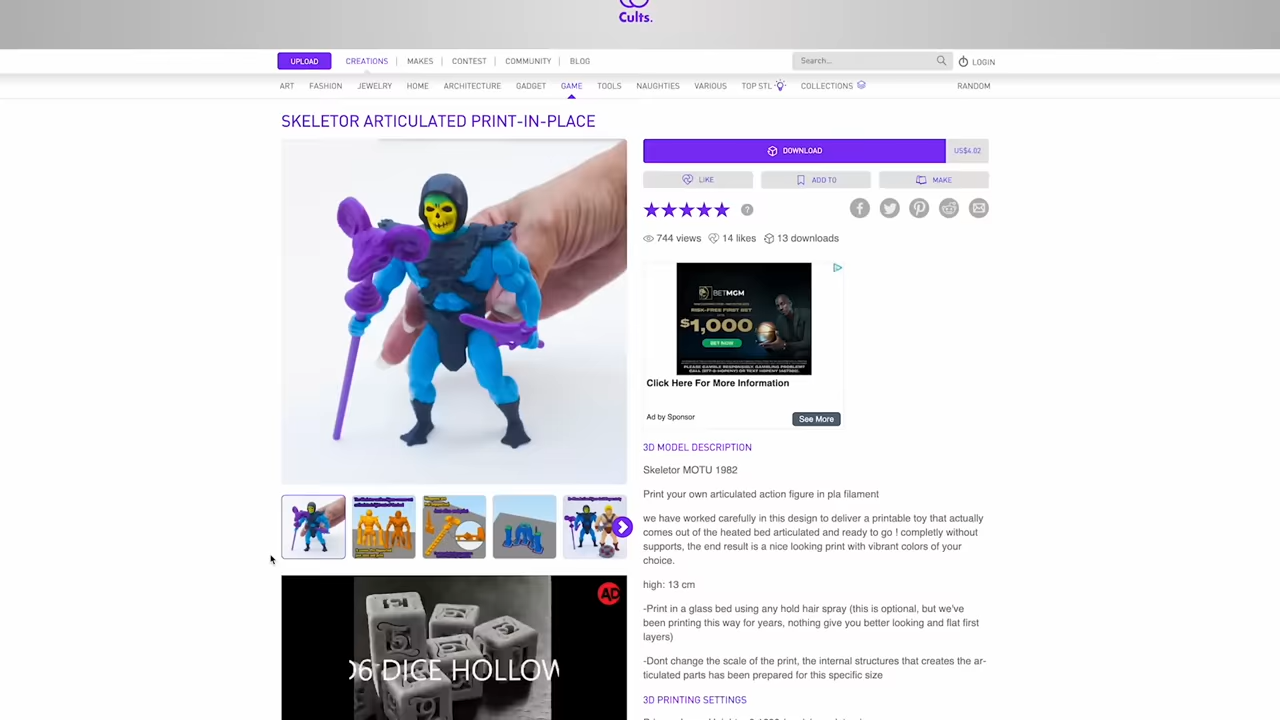 Cults.
UPLOAD CREATIONS MAKES CONTEST COMMUNITY BLOG Search... LOGIN
ART FASHION JEWELRY HOME ARCHITECTURE GADGET GAME TOOLS NAUGHTIES VARIOUS TOP STL COLLECTIONS RANDOM
SKELETOR ARTICULATED PRINT-IN-PLACE
DOWNLOAD US$4.02
LIKE ADD TO MAKE
?
744 views 14 likes 13 downloads
BETMGM
RISK-FREE FIRST BET
$1,000
BET NOW
Click Here For More Information
Ad by Sponsor See More
3D MODEL DESCRIPTION
Skeletor MOTU 1982
Print your own articulated action figure in pla filament
we have worked carefully in this design to deliver a printable toy that actually
comes out of the heated bed articulated and ready to go ! completly without
supports, the end result is a nice looking print with vibrant colors of your
choice.
high: 13 cm
-Print in a glass bed using any hold hair spray (this is optional, but we've
been printing this way for years, nothing give you better looking and flat first
layers)
-Dont change the scale of the print, the internal structures that creates the ar-
ticulated parts has been prepared for this specific size
3D PRINTING SETTINGS
AD
D6 DICE HOLLOW